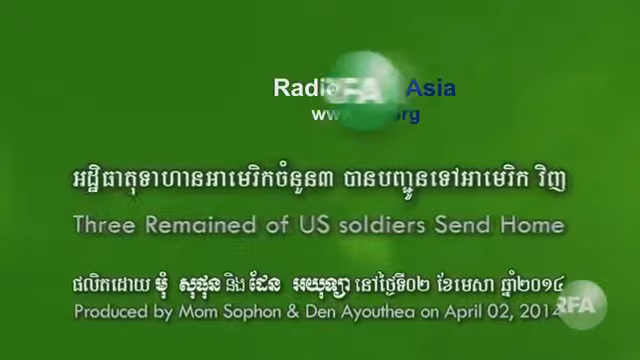 Radio RFA Asia
www. .org
អដ្ឋិធាតុទាហានអាមេរិកចំនួន៣ បានបញ្ជូនទៅអាមេរិក វិញ
Three Remained of US soldiers Send Home
ផលិតដោយ មុំ សុផុន និង ដែន អយុទ្យា នៅថ្ងៃទី០២ ខែមេសា ឆ្នាំ២០១៤
Produced by Mom Sophon & Den Ayouthea on April 02, 2014
RFA